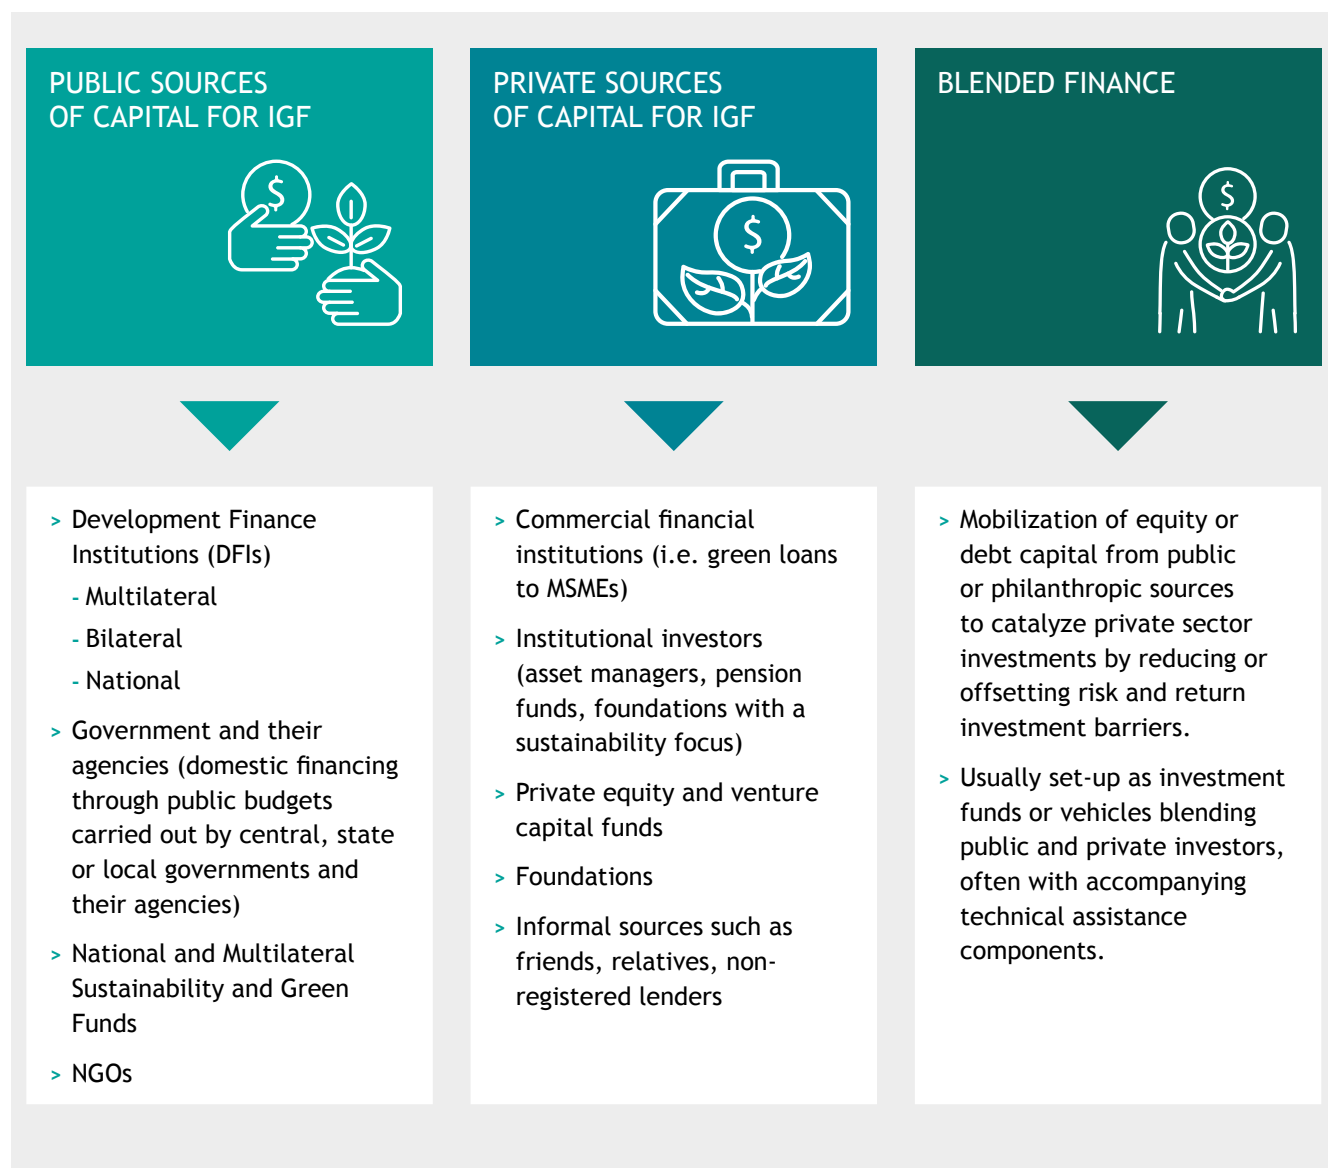 PUBLIC SOURCES
OF CAPITAL FOR IGF
$
> Development Finance
Institutions (DFIs)
- Multilateral
- Bilateral
- National
> Government and their
agencies (domestic financing
through public budgets
carried out by central, state
or local governments and
their agencies)
> National and Multilateral
Sustainability and Green
Funds
> NGOs
PRIVATE SOURCES
OF CAPITAL FOR IGF
$
> Commercial financial
institutions (i.e. green loans
to MSMEs)
> Institutional investors
(asset managers, pension
funds, foundations with a
sustainability focus)
> Private equity and venture
capital funds
> Foundations
> Informal sources such as
friends, relatives, non-
registered lenders
BLENDED FINANCE
$
> Mobilization of equity or
debt capital from public
or philanthropic sources
to catalyze private sector
investments by reducing or
offsetting risk and return
investment barriers.
> Usually set-up as investment
funds or vehicles blending
public and private investors,
often with accompanying
technical assistance
components.